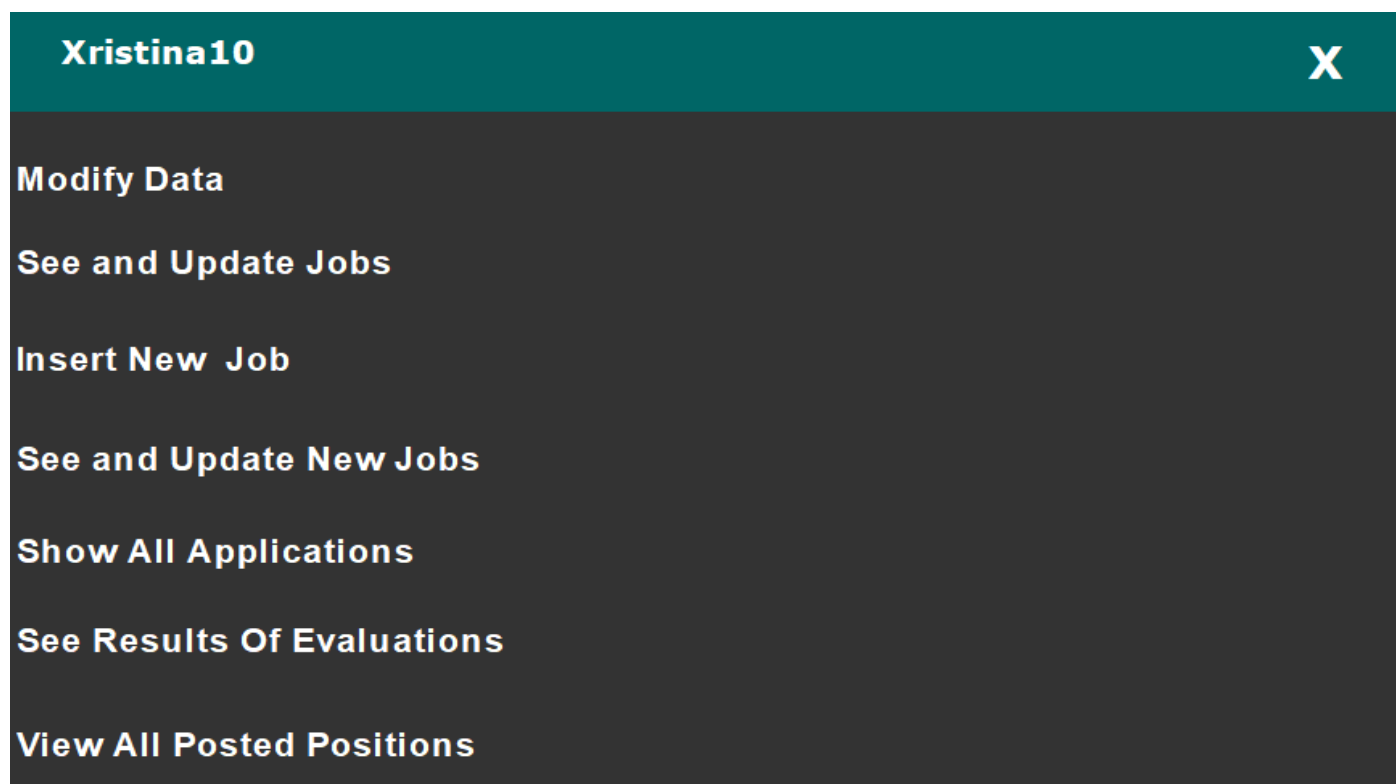 Xristina10
X
Modify Data
See and Update Jobs
Insert New Job
See and Update New Jobs
Show All Applications
See Results Of Evaluations
View All Posted Positions